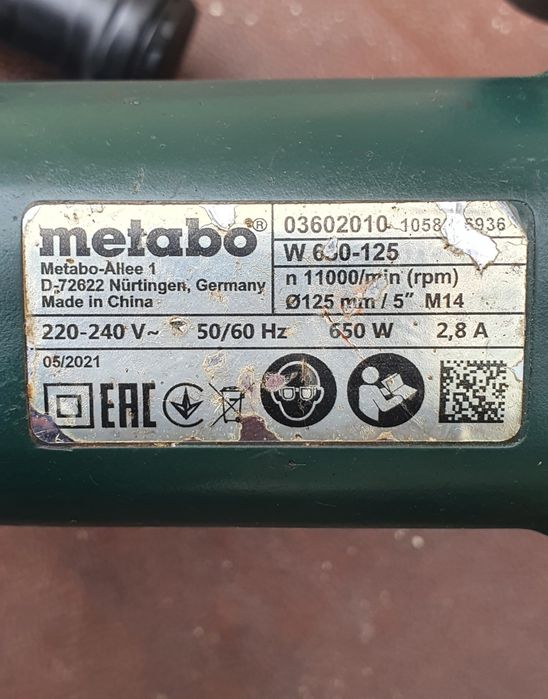 metabo®
Metabo-Allee 1
D-72622 Nürtingen, Germany
Made in China
03602010
W 650-125
n 11000/min (rpm)
Ø125 mm / 5" M14
220-240 V~ 50/60 Hz 650 W 2,8 A
05/2021
EAC